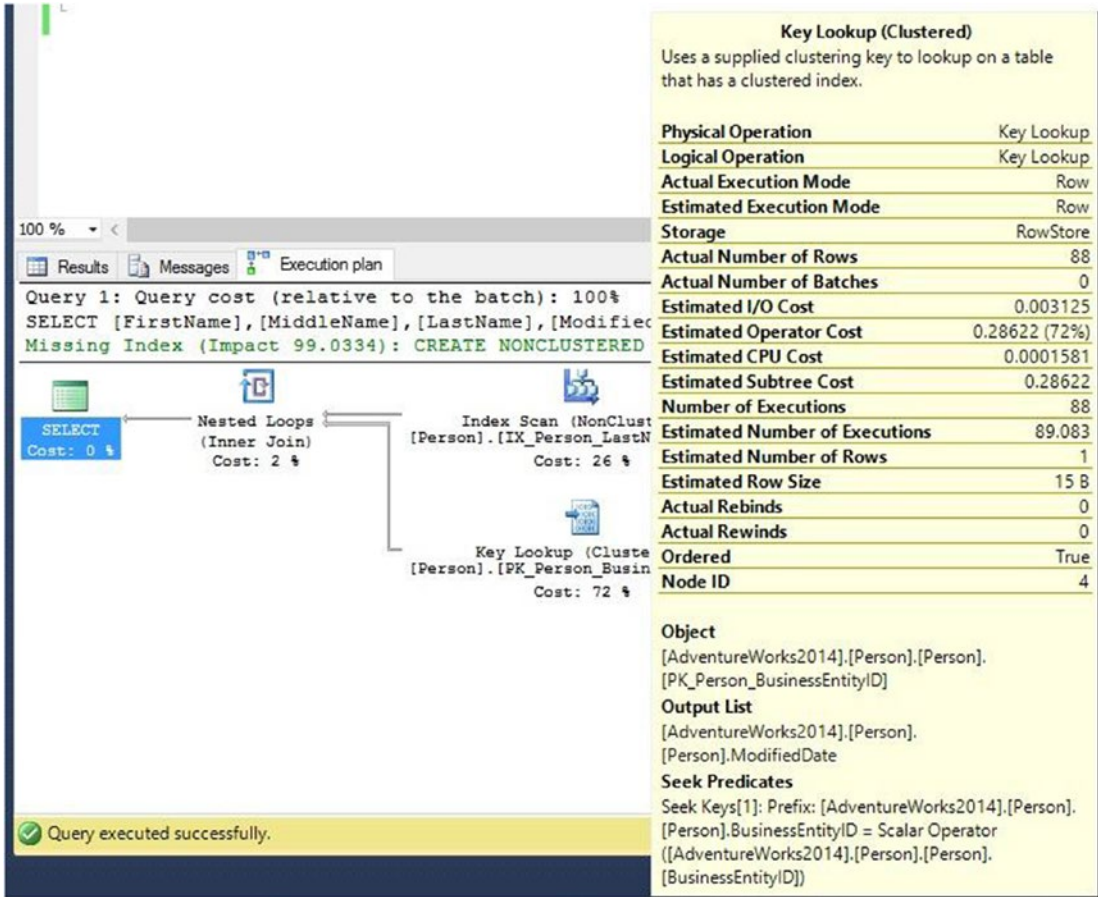 100 %
Results Messages Execution plan
Query 1: Query cost (relative to the batch): 100%
SELECT [FirstName],[MiddleName],[LastName],[Modified
Missing Index (Impact 99.0334): CREATE NONCLUSTERED
SELECT
Cost: 0 %
Nested Loops
(Inner Join)
Cost: 2 %
Index Scan (NonClust
[Person].[IX_Person_LastN
Cost: 26 %
Key Lookup (Cluste
[Person].[PK_Person_Busin
Cost: 72 %
Query executed successfully.
Key Lookup (Clustered)
Uses a supplied clustering key to lookup on a table
that has a clustered index.
Physical Operation Key Lookup
Logical Operation Key Lookup
Actual Execution Mode Row
Estimated Execution Mode Row
Storage RowStore
Actual Number of Rows 88
Actual Number of Batches 0
Estimated I/O Cost 0.003125
Estimated Operator Cost 0.28622 (72%)
Estimated CPU Cost 0.0001581
Estimated Subtree Cost 0.28622
Number of Executions 88
Estimated Number of Executions 89.083
Estimated Number of Rows 1
Estimated Row Size 15 B
Actual Rebinds 0
Actual Rewinds 0
Ordered True
Node ID 4
Object
[AdventureWorks2014].[Person].[Person].
[PK_Person_BusinessEntityID]
Output List
[AdventureWorks2014].[Person].
[Person].ModifiedDate
Seek Predicates
Seek Keys[1]: Prefix: [AdventureWorks2014].[Person].
[Person].BusinessEntityID = Scalar Operator
([AdventureWorks2014].[Person].[Person].
[BusinessEntityID])